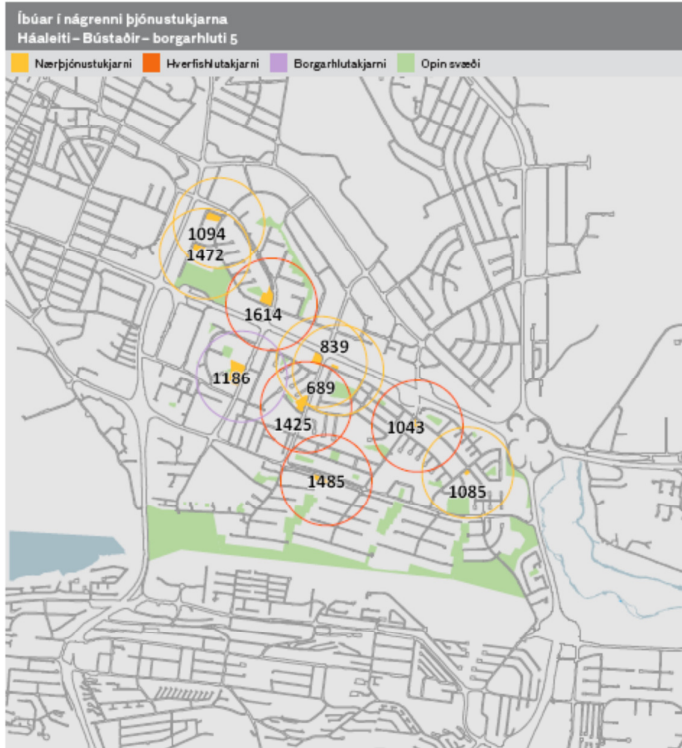 Íbúar í nágrenni þjónustukjarna
Háaleiti – Bústaðir – borgarhluti 5
Nærþjónustukjarni
Hverfishlutakjarni
Borgarhlutakjarni
Opin svæði
1094
1472
1614
839
1186
689
1425
1043
1485
1085